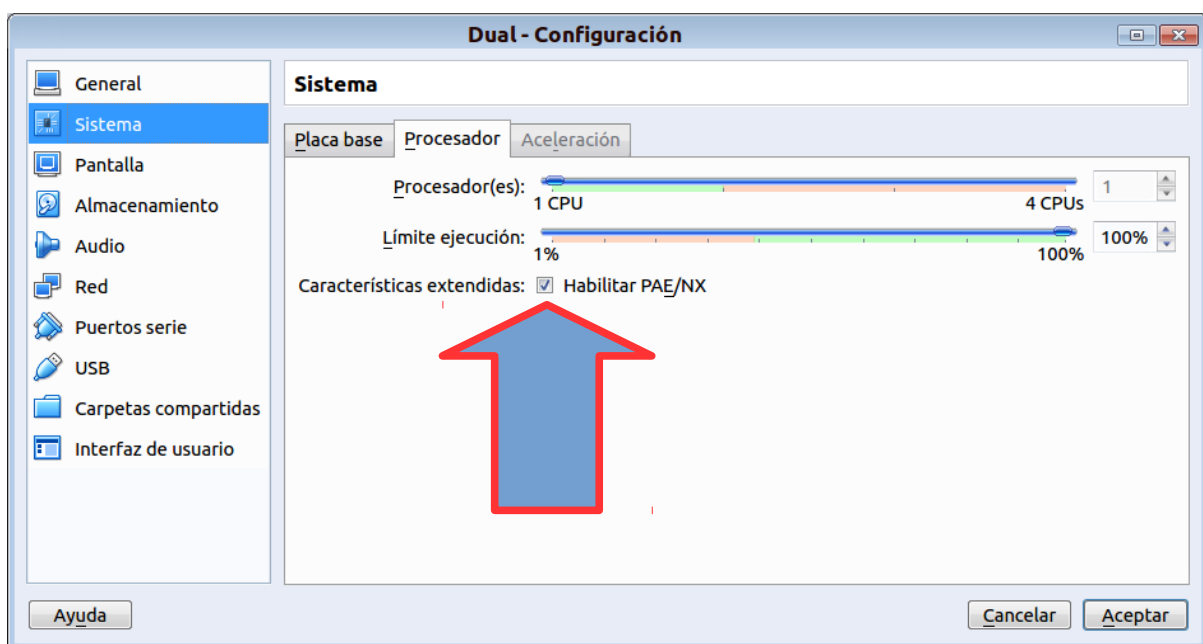 Dual - Configuración
General
Sistema
Pantalla
Almacenamiento
Audio
Red
Puertos serie
USB
Carpetas compartidas
Interfaz de usuario
Sistema
Placa base Procesador Aceleración
Procesador(es): 1
1 CPU 4 CPUs
Límite ejecución: 100%
1% 100%
Características extendidas: Habilitar PAE/NX
Ayuda Cancelar Aceptar